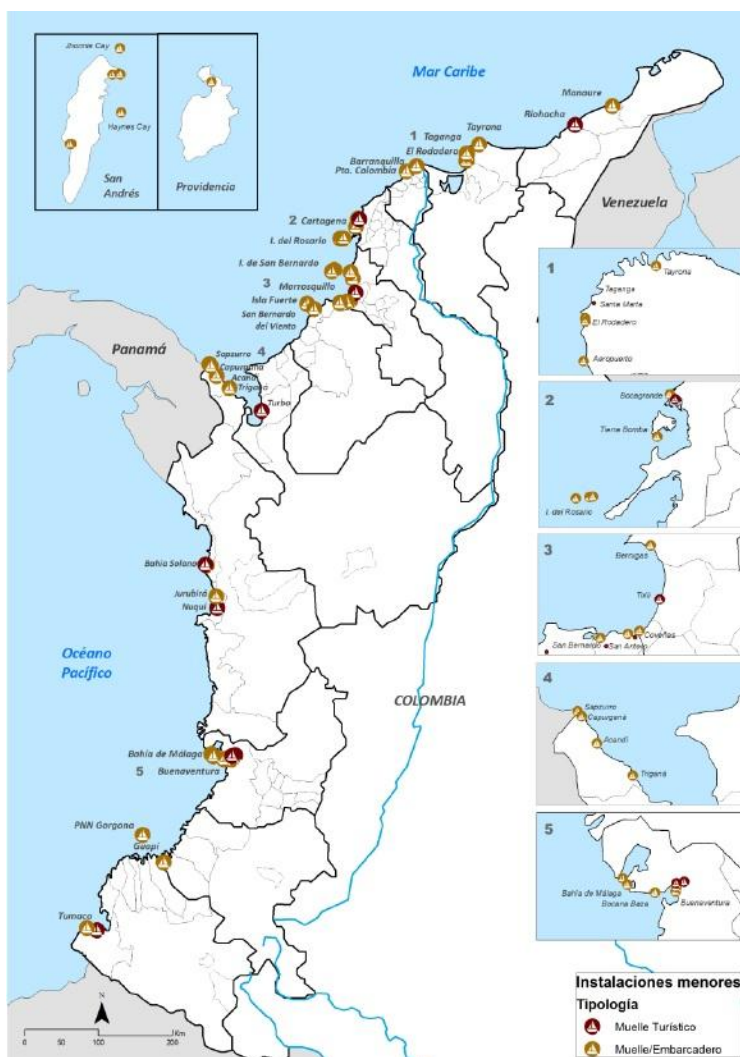 Jhonny Cay
Haynes Cay
San
Andrés
Providencia
Mar Caribe
Manaure
Riohacha
Tayrona
1
Taganga
El Rodadero
Barranquilla
Pto. Colombia
Venezuela
2
Cartagena
I. del Rosario
I. de San Bernardo
3
Morrosquillo
Isla Fuerte
San Bernardo
del Viento
Panamá
Sapzurro
4
Capurganá
Acandí
Triganá
Turbo
Bahía Solano
Jurubirá
Nuquí
Océano
Pacífico
COLOMBIA
Bahía de Málaga
5
Buenaventura
PNN Gorgona
Guapi
Tumaco
N
0
100
200
Km
1
Tayrona
Taganga
Santa Marta
El Rodadero
Aeropuerto
2
Bocagrande
Tierra Bomba
I. del Rosario
3
Berrugas
Tolú
Coveñas
San Bernardo
San Antero
4
Sapzurro
Capurganá
Acandí
Triganá
5
Bahía de Málaga
Bocana Baza
Buenaventura
Instalaciones menores
Tipología
Muelle Turístico
Muelle/Embarcadero